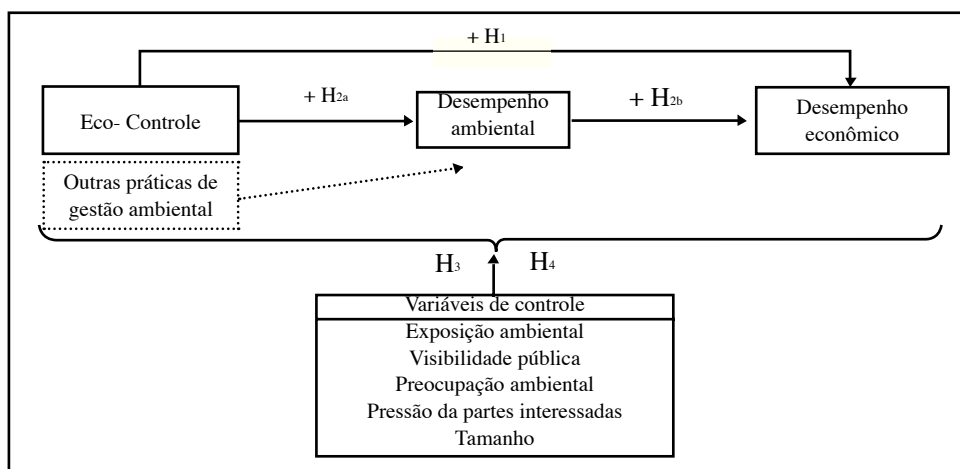 + H1
+ H2a
+ H2b
Eco- Controle
Desempenho
ambiental
Desempenho
econômico
Outras práticas de
gestão ambiental
H3
H4
Variáveis de controle
Exposição ambiental
Visibilidade pública
Preocupação ambiental
Pressão da partes interessadas
Tamanho